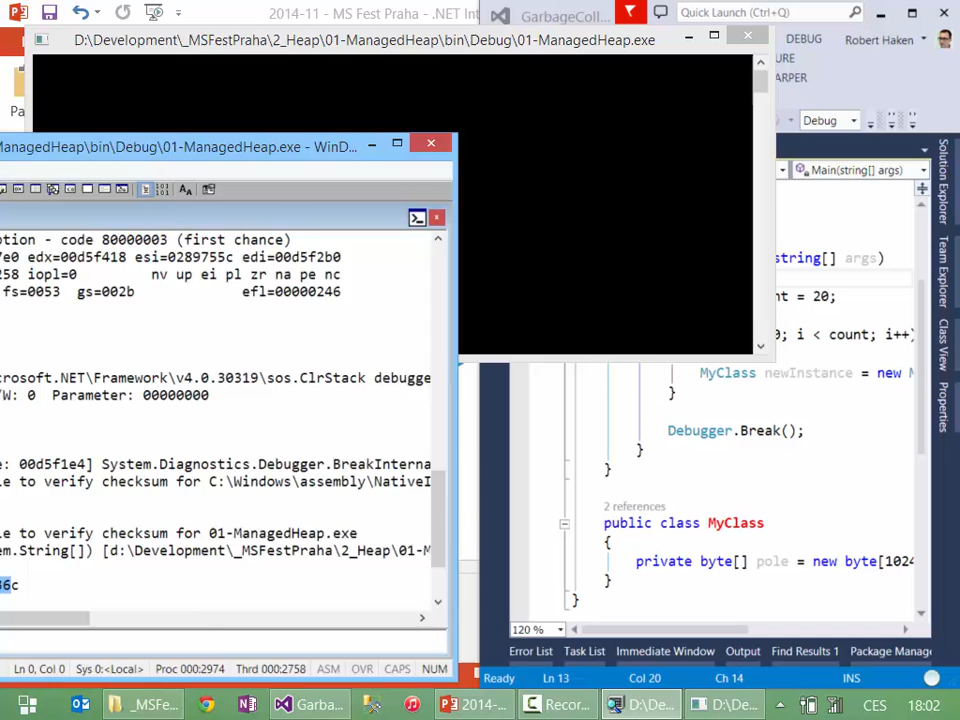 2014-11 - MS Fest Praha - .NET In
GarbageColl...
Quick Launch (Ctrl+Q)
D:\Development\_MSFestPraha\2_Heap\01-ManagedHeap\bin\Debug\01-ManagedHeap.exe
DEBUG
Robert Haken
URE
ARPER
Pa
Debug
ManagedHeap\bin\Debug\01-ManagedHeap.exe - WinD...
Main(string[] args)
ption - code 80000003 (first chance)
7e0 edx=00d5f418 esi=0289755c edi=00d5f2b0
258 iopl=0 nv up ei pl zr na pe nc
fs=0053 gs=002b efl=00000246
crosoft.NET\Framework\v4.0.30319\sos.ClrStack debugge
/W: 0 Parameter: 00000000
e: 00d5f1e4] System.Diagnostics.Debugger.BreakInterna
le to verify checksum for C:\Windows\assembly\NativeI
le to verify checksum for 01-ManagedHeap.exe
em.String[]) [d:\Development\_MSFestPraha\2_Heap\01-M
36c
string[] args)
nt = 20;
0; i < count; i++)
MyClass newInstance = new M
}
Debugger.Break();
}
}
2 references
public class MyClass
{
private byte[] pole = new byte[1024
}
}
120 %
Solution Explorer
Team Explorer
Class View
Properties
Error List
Task List
Immediate Window
Output
Find Results 1
Package Manag
Ln 0, Col 0
Sys 0:<Local>
Proc 000:2974
Thrd 000:2758
ASM
OVR
CAPS
NUM
Ready
Ln 13
Col 20
Ch 14
INS
_MSFe...
Garba...
2014-...
Recor...
D:\De...
D:\De...
CES
18:02